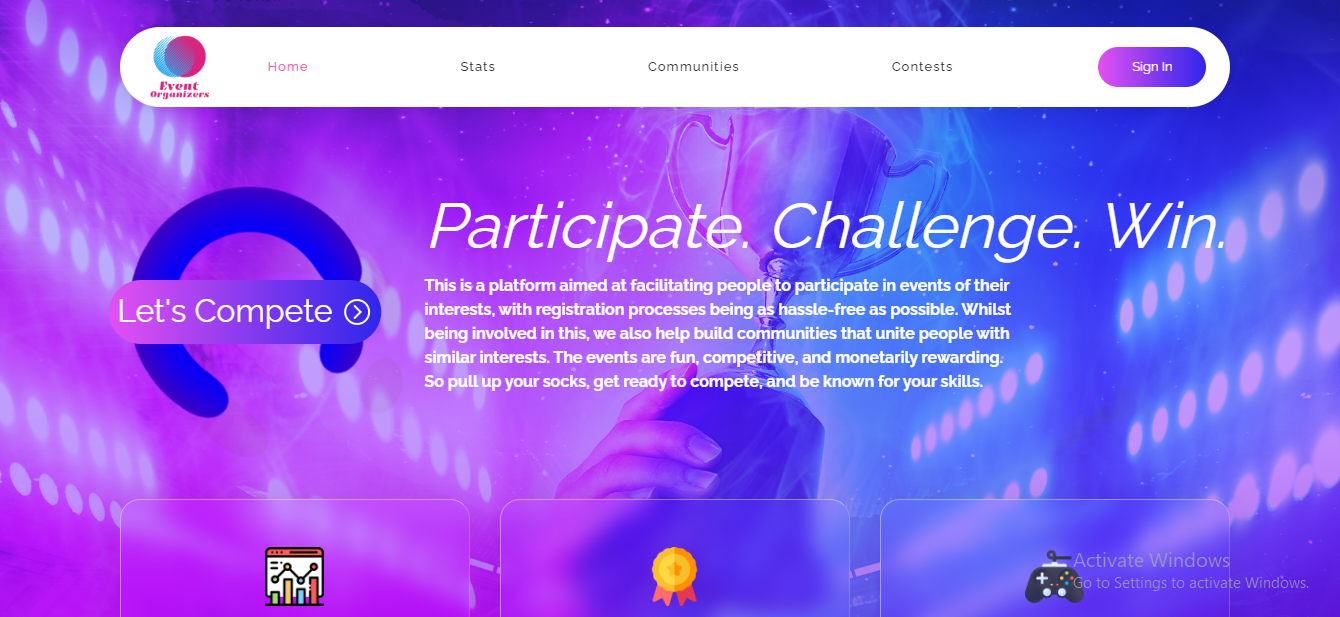 Event
Organizers
Home
Stats
Communities
Contests
Sign In
Participate. Challenge. Win.
Let's Compete
This is a platform aimed at facilitating people to participate in events of their
interests, with registration processes being as hassle-free as possible. Whilst
being involved in this, we also help build communities that unite people with
similar interests. The events are fun, competitive, and monetarily rewarding.
So pull up your socks, get ready to compete, and be known for your skills.
Activate Windows
Go to Settings to activate Windows.